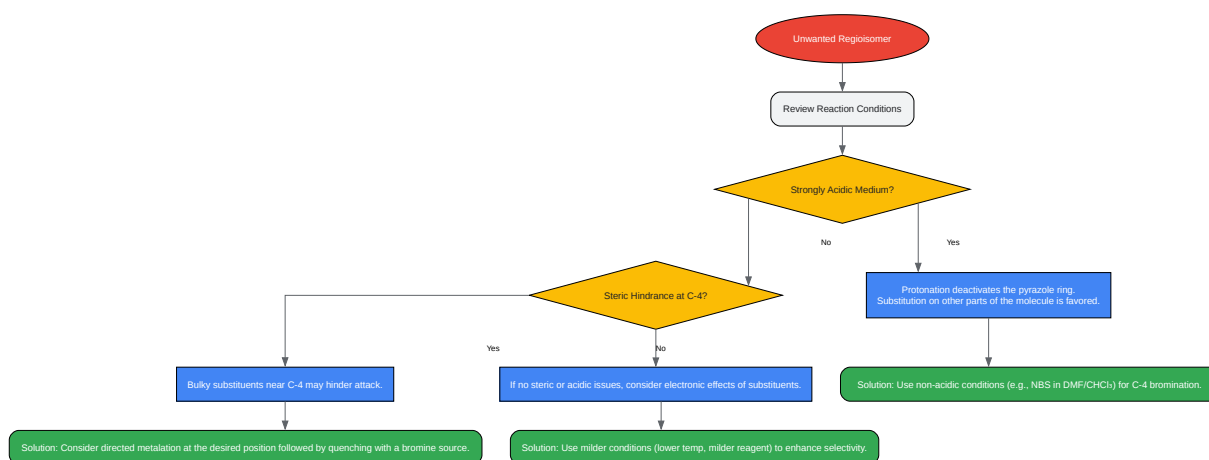 Unwanted Regioisomer
Review Reaction Conditions
Strongly Acidic Medium?
No
Yes
Steric Hindrance at C-4?
Protonation deactivates the pyrazole ring.
Substitution on other parts of the molecule is favored.
Yes
No
Bulky substituents near C-4 may hinder attack.
If no steric or acidic issues, consider electronic effects of substituents.
Solution: Use non-acidic conditions (e.g., NBS in DMF/CHCl₃) for C-4 bromination.
Solution: Consider directed metalation at the desired position followed by quenching with a bromine source.
Solution: Use milder conditions (lower temp, milder reagent) to enhance selectivity.